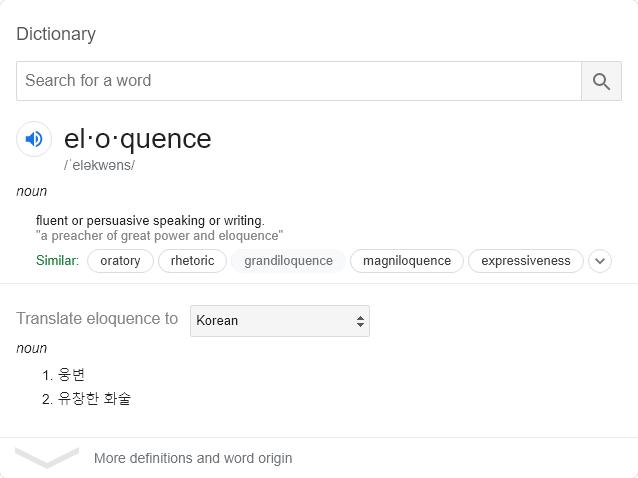 Dictionary
Search for a word
el·o·quence
/ˈeləkwəns/
noun
fluent or persuasive speaking or writing.
"a preacher of great power and eloquence"
Similar: oratory rhetoric grandiloquence magniloquence expressiveness
Translate eloquence to Korean
noun
1. 웅변
2. 유창한 화술
More definitions and word origin